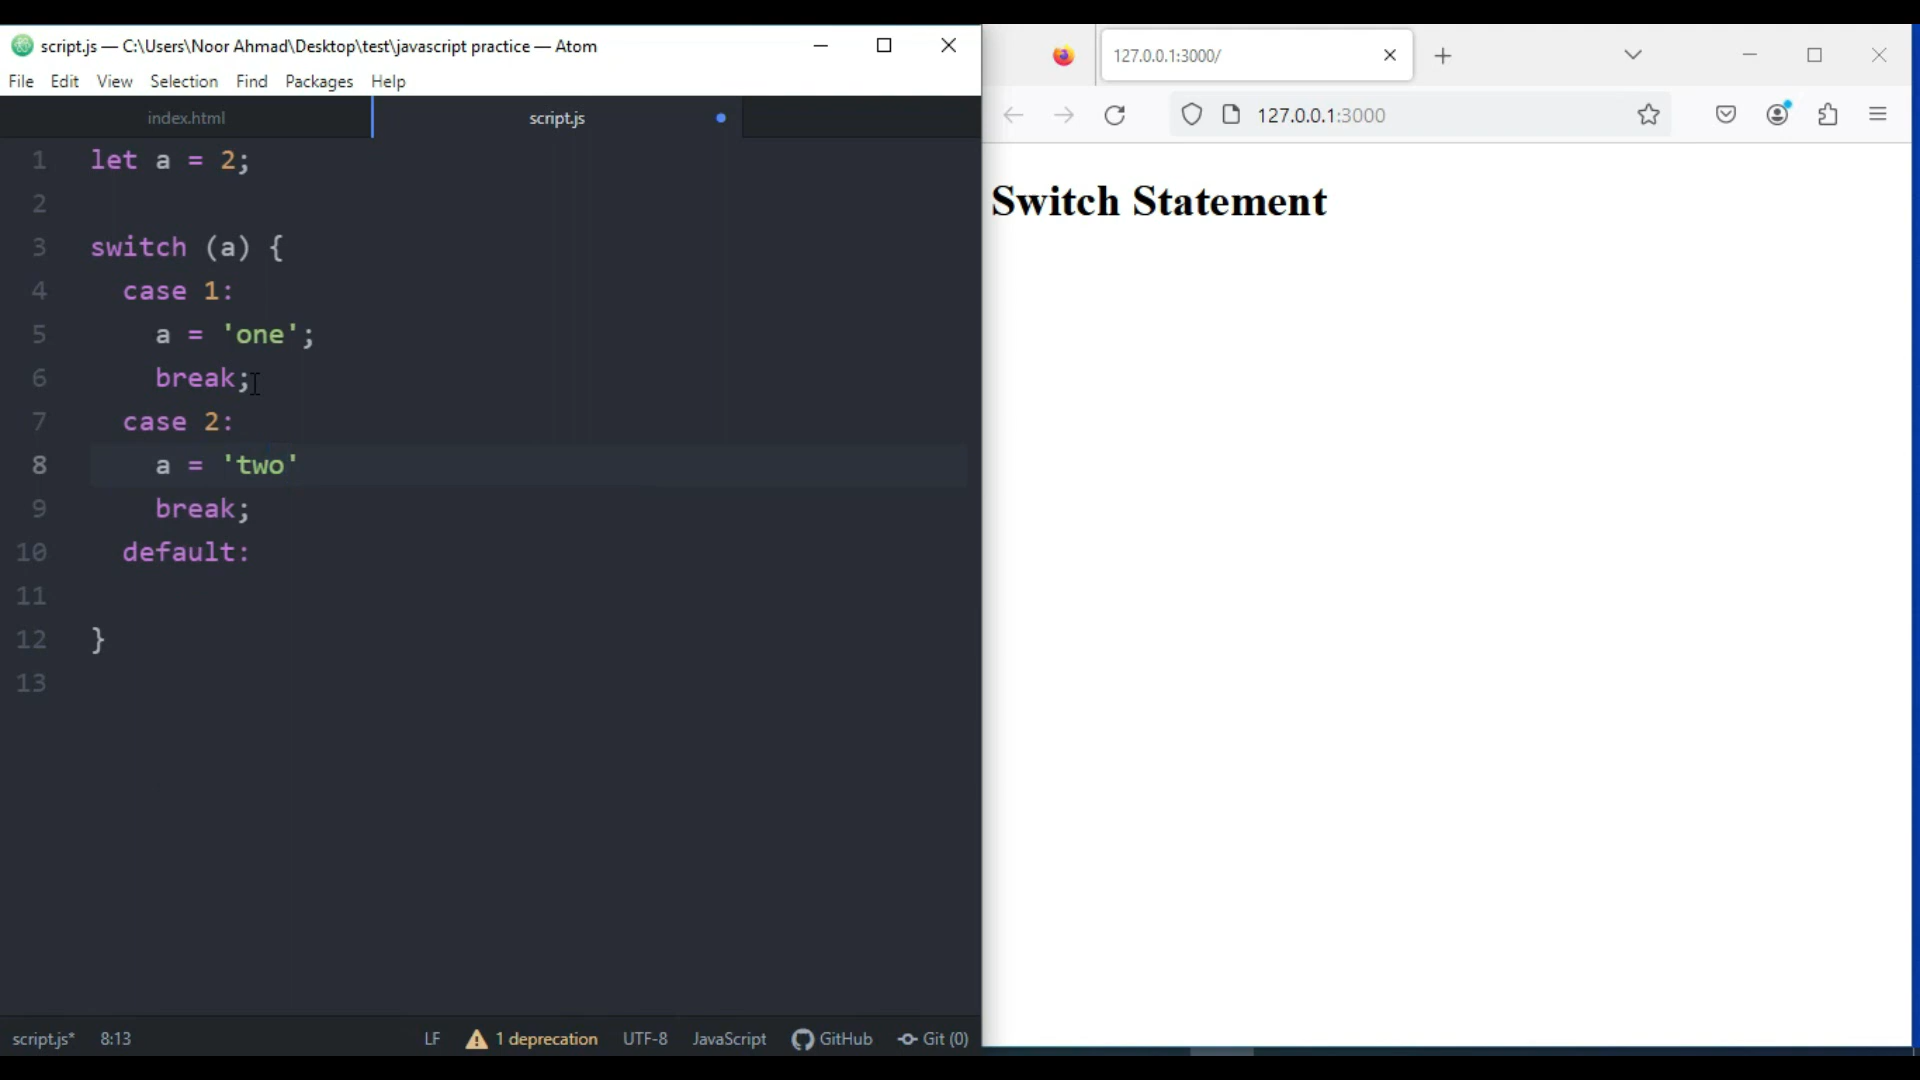 script.js — C:\Users\Noor Ahmad\Desktop\test\javascript practice — Atom
File Edit View Selection Find Packages Help
index.html script.js
1 let a = 2;
2
3 switch (a) {
4 case 1:
5 a = 'one';
6 break;
7 case 2:
8 a = 'two'
9 break;
10 default:
11
12 }
13
script.js* 8:13 LF 1 deprecation UTF-8 JavaScript GitHub Git (0)
127.0.0.1:3000/
127.0.0.1:3000
Switch Statement